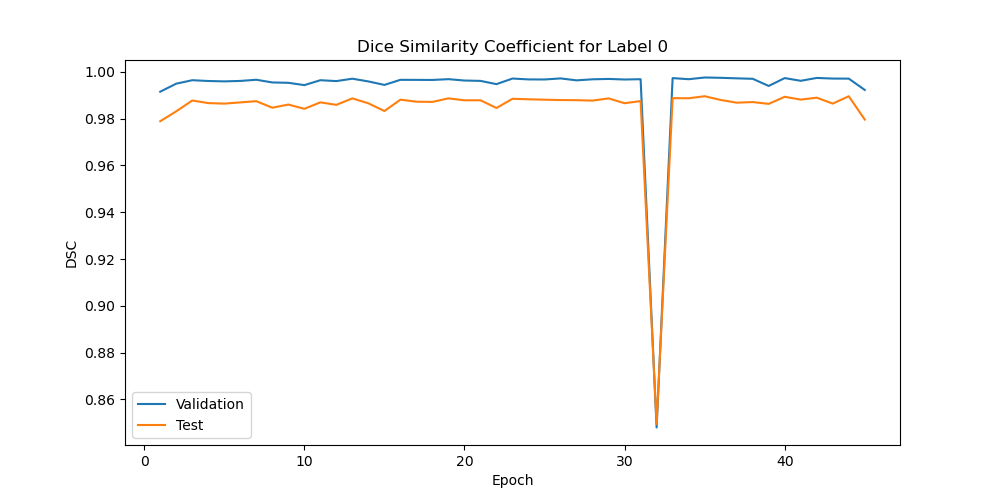 Dice Similarity Coefficient for Label 0
1.00
0.98
0.96
0.94
0.92
0.90
0.88
0.86
DSC
Validation
Test
0 10 20 30 40
Epoch